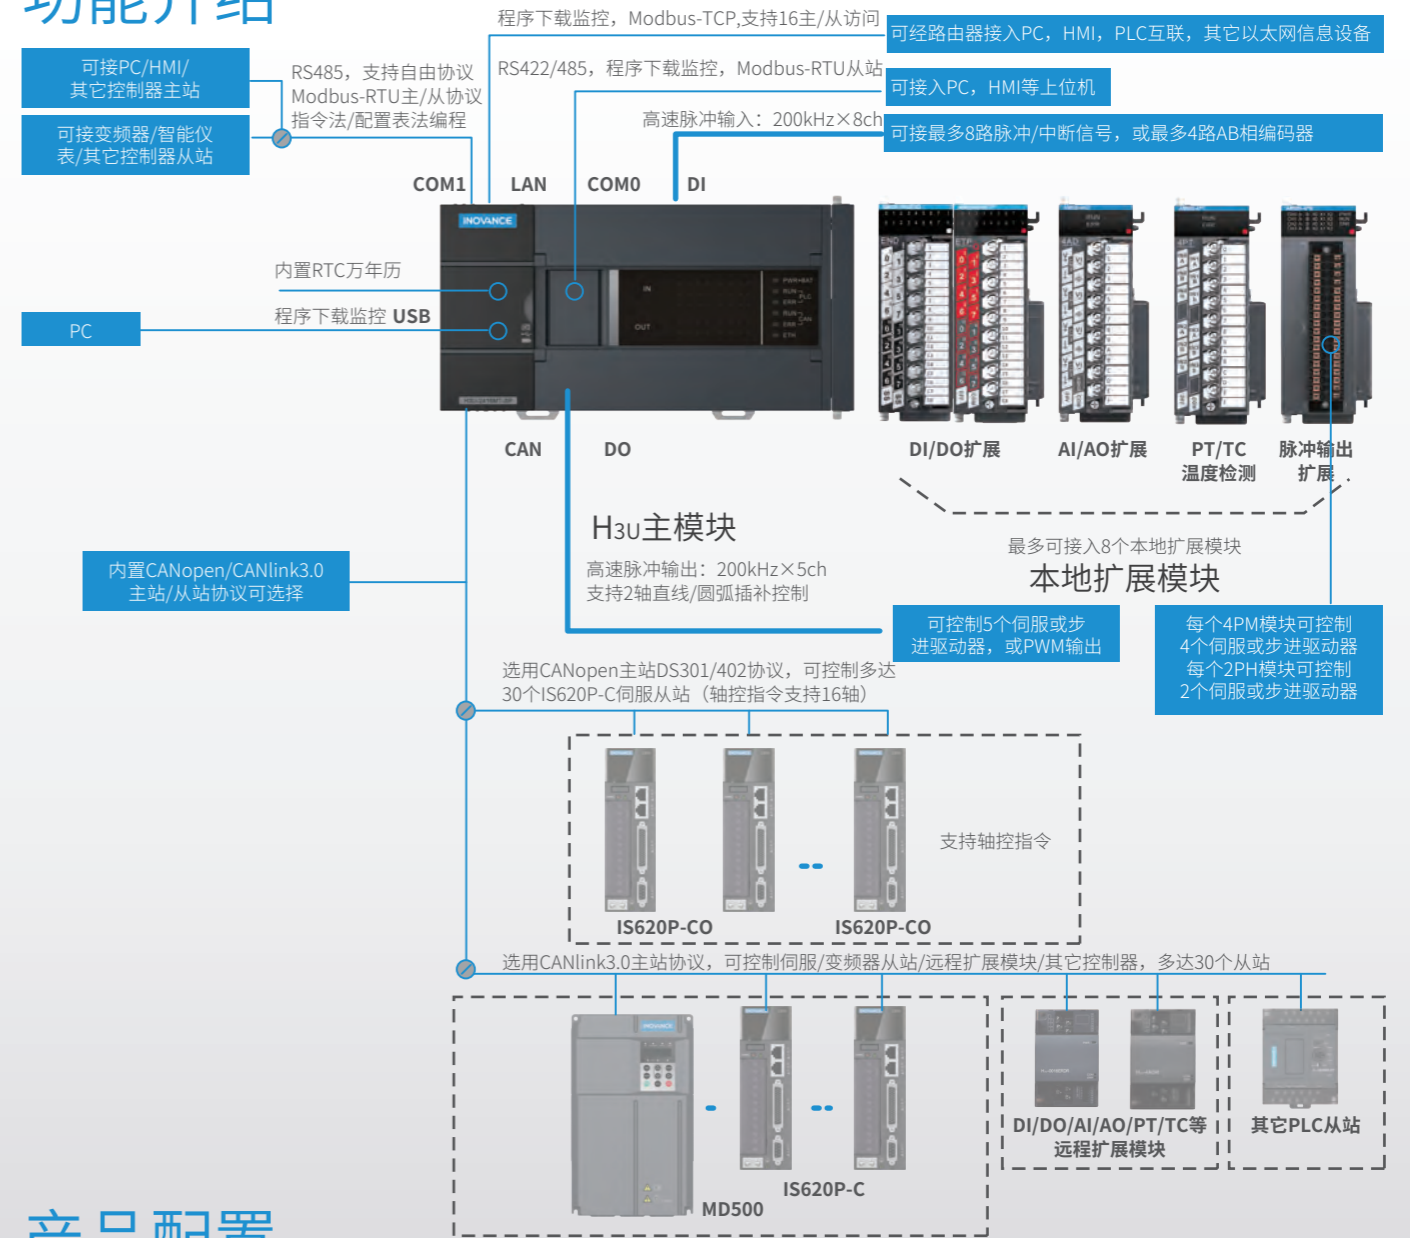 功能介绍
程序下载监控，Modbus-TCP,支持16主/从访问
可经路由器接入PC，HMI，PLC互联，其它以太网信息设备
可接PC/HMI/
其它控制器主站
RS485，支持自由协议
Modbus-RTU主/从协议
指令法/配置表法编程
RS422/485，程序下载监控，Modbus-RTU从站
可接入PC，HMI等上位机
可接变频器/智能仪
表/其它控制器从站
高速脉冲输入：200kHz×8ch
可接最多8路脉冲/中断信号，或最多4路AB相编码器
COM1
LAN
COM0
DI
INOVANCE
内置RTC万年历
程序下载监控 USB
PC
IN
OUT
PWR+BAT
RUN
ERR
PLC
RUN
ERR
CAN
ETH
CAN
DO
DI/DO扩展
AI/AO扩展
PT/TC
温度检测
脉冲输出
扩展
H3U主模块
高速脉冲输出：200kHz×5ch
支持2轴直线/圆弧插补控制
最多可接入8个本地扩展模块
本地扩展模块
内置CANopen/CANlink3.0
主站/从站协议可选择
可控制5个伺服或步
进驱动器，或PWM输出
每个4PM模块可控制
4个伺服或步进驱动器
每个2PH模块可控制
2个伺服或步进驱动器
选用CANopen主站DS301/402协议，可控制多达
30个IS620P-C伺服从站（轴控指令支持16轴）
支持轴控指令
IS620P-CO
IS620P-CO
选用CANlink3.0主站协议，可控制伺服/变频器从站/远程扩展模块/其它控制器，多达30个从站
INOVANCE
MD500
IS620P-C
DI/DO/AI/AO/PT/TC等
远程扩展模块
其它PLC从站
产品配置